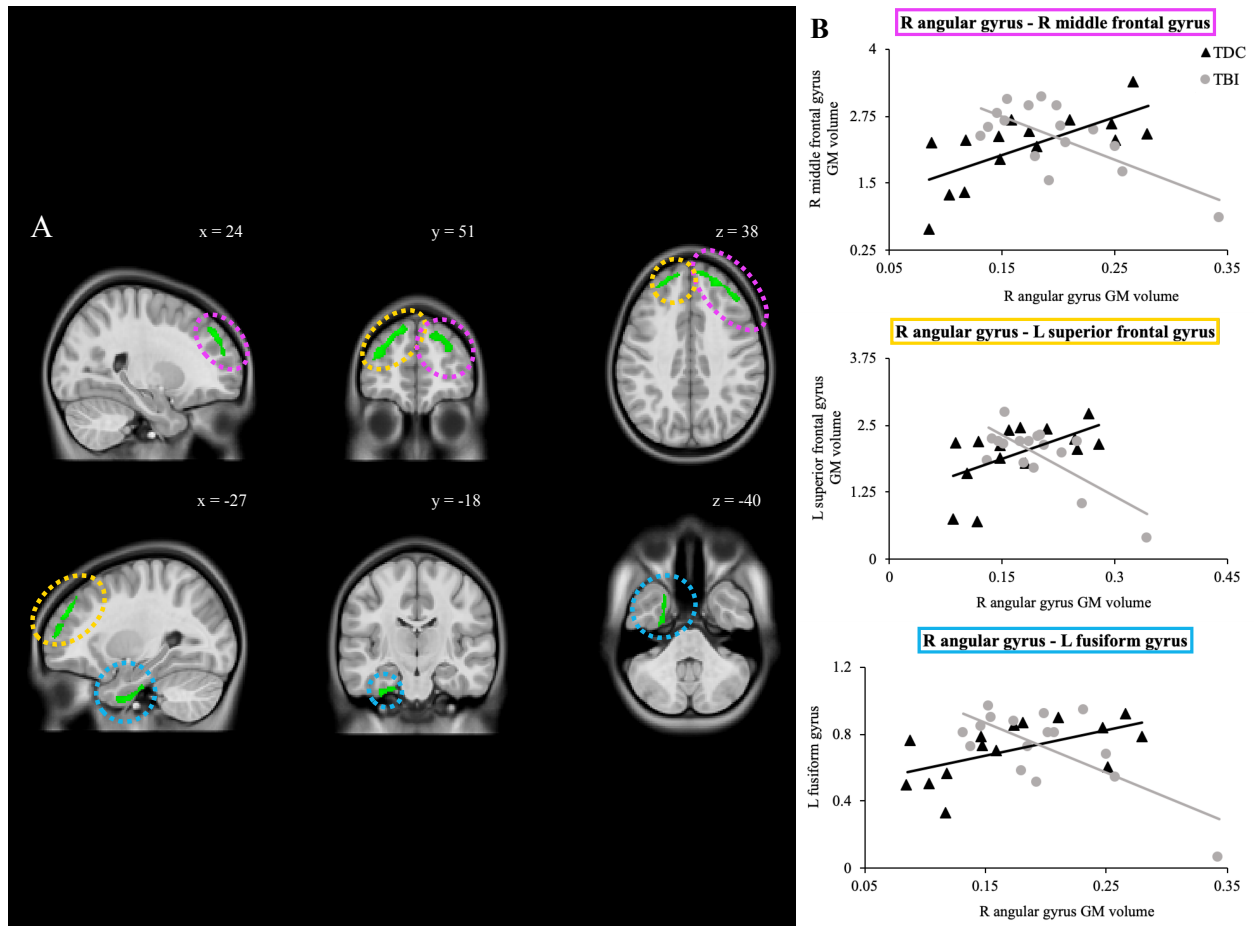 A
x = 24
y = 51
z = 38
x = -27
y = -18
z = -40
B
R angular gyrus - R middle frontal gyrus
TDC
TBI
R middle frontal gyrus
GM volume
4
2.75
1.5
0.25
0.05
0.15
0.25
0.35
R angular gyrus GM volume
R angular gyrus - L superior frontal gyrus
L superior frontal gyrus
GM volume
3.75
2.5
1.25
0
0
0.15
0.3
0.45
R angular gyrus GM volume
R angular gyrus - L fusiform gyrus
L fusiform gyrus
1.2
0.8
0.4
0
0.05
0.15
0.25
0.35
R angular gyrus GM volume